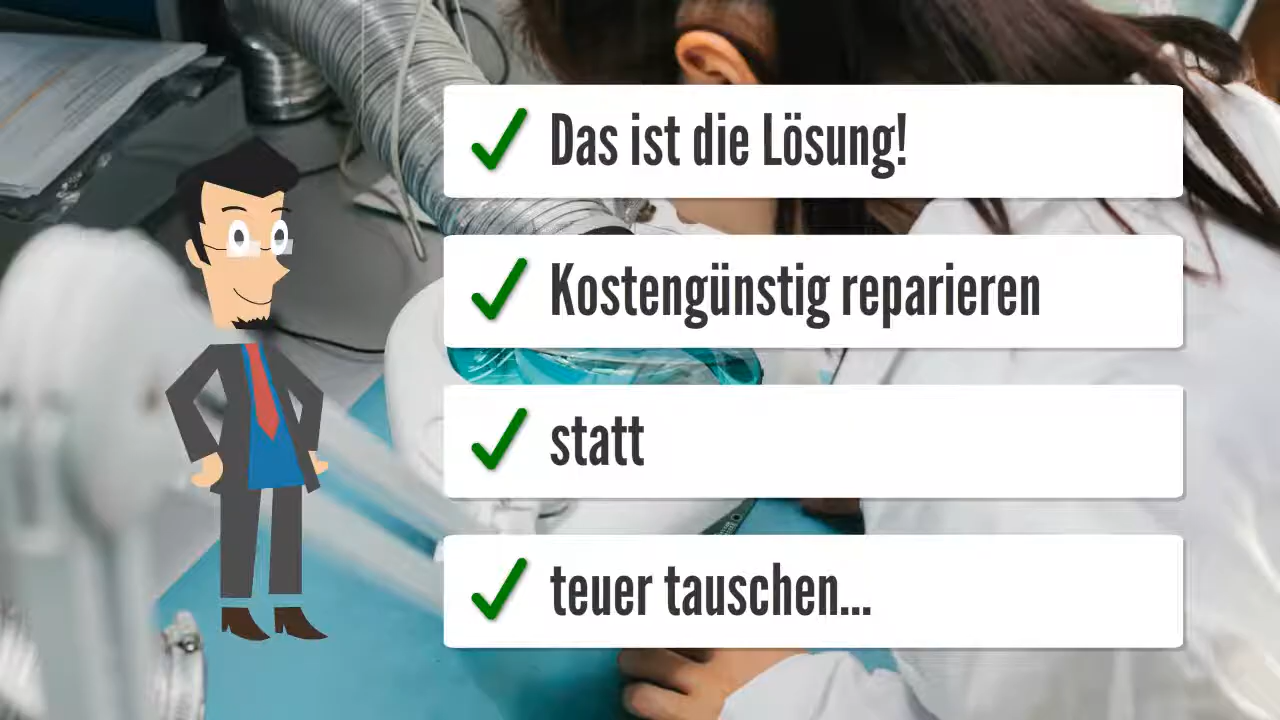 Das ist die Lösung!
Kostengünstig reparieren
statt
teuer tauschen...